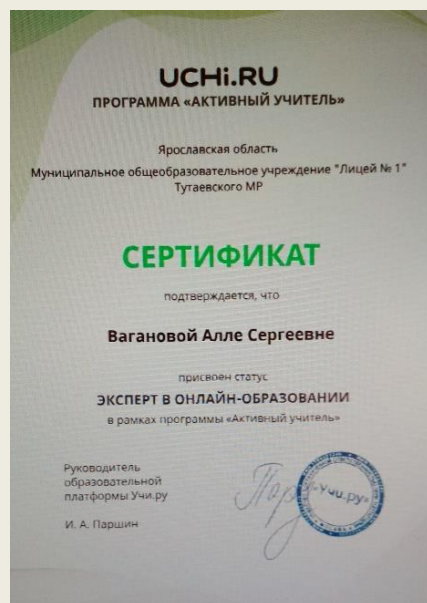 UCHi.RU
ПРОГРАММА «АКТИВНЫЙ УЧИТЕЛЬ»
Ярославская область
Муниципальное общеобразовательное учреждение "Лицей № 1"
Тутаевского МР
СЕРТИФИКАТ
подтверждается, что
Вагановой Алле Сергеевне
присвоен статус
ЭКСПЕРТ В ОНЛАЙН-ОБРАЗОВАНИИ
в рамках программы «Активный учитель»
Руководитель
образовательной
платформы Учи.ру
И. А. Паршин
«Учи.ру»